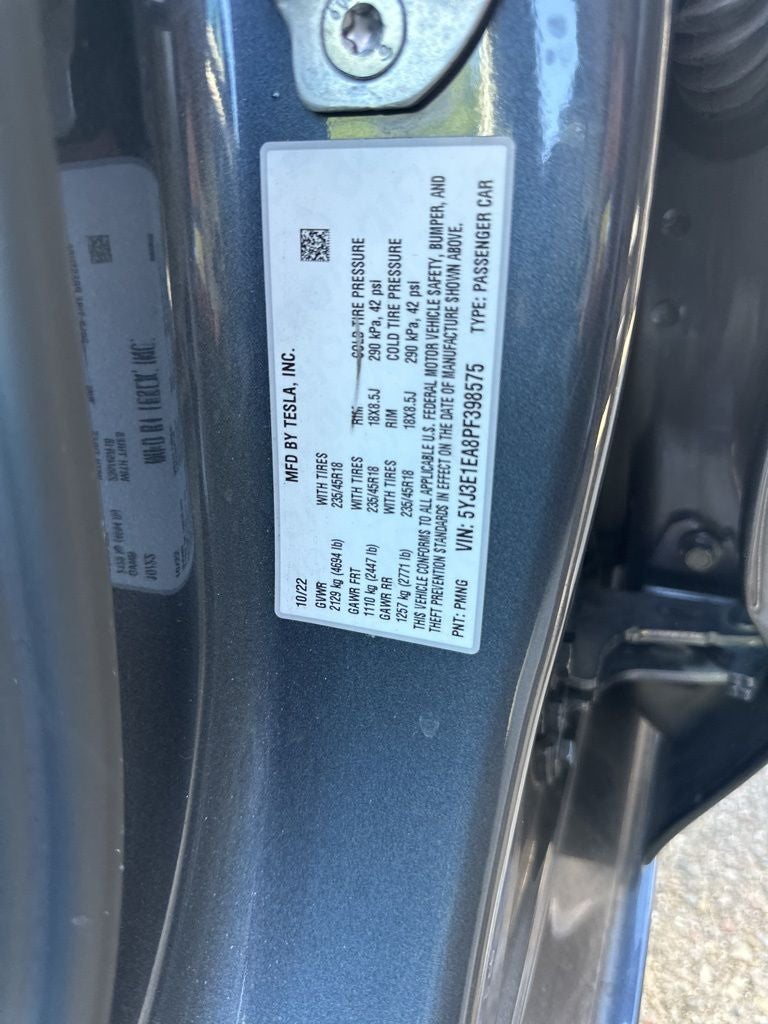 MFD BY TESLA, INC.
10/22
GVWR WITH TIRES
2129 kg (4694 lb) 235/45R18
GAWR FRT WITH TIRES RIM COLD TIRE PRESSURE
1110 kg (2447 lb) 235/45R18 18X8.5J 290 kPa, 42 psi
GAWR RR WITH TIRES RIM COLD TIRE PRESSURE
1257 kg (2771 lb) 235/45R18 18X8.5J 290 kPa, 42 psi
THIS VEHICLE CONFORMS TO ALL APPLICABLE U.S. FEDERAL MOTOR VEHICLE SAFETY, BUMPER, AND
THEFT PREVENTION STANDARDS IN EFFECT ON THE DATE OF MANUFACTURE SHOWN ABOVE.
PNT: PMNG VIN: 5YJ3E1EA8PF398575 TYPE: PASSENGER CAR